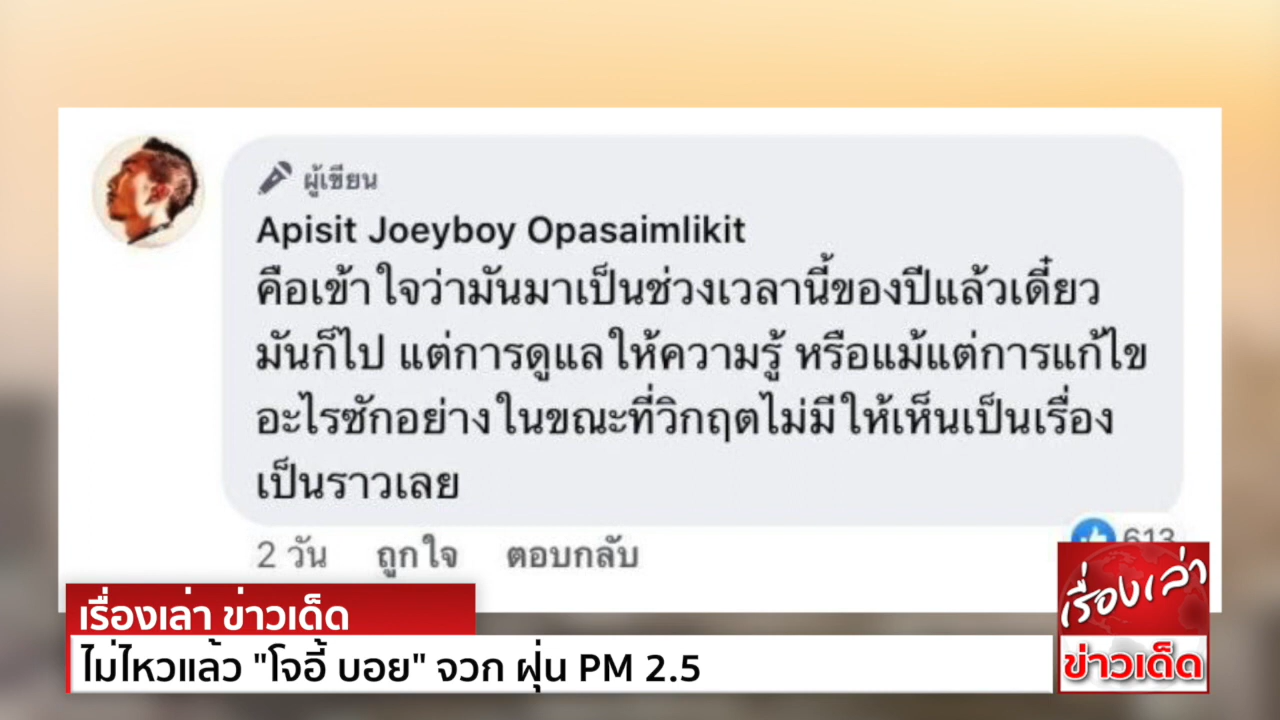 ผู้เขียน
Apisit Joeyboy Opasaimlikit
คือเข้าใจว่ามันมาเป็นช่วงเวลานี้ของปีแล้วเดี๋ยว
มันก็ไป แต่การดูแลให้ความรู้ หรือแม้แต่การแก้ไข
อะไรซักอย่างในขณะที่วิกฤตไม่มีให้เห็นเป็นเรื่อง
เป็นราวเลย
2 วัน ถูกใจ ตอบกลับ 613
เรื่องเล่า ข่าวเด็ด
ไม่ไหวแล้ว "โจอี้ บอย" จวก ฝุ่น PM 2.5
เรื่องเล่า
ข่าวเด็ด